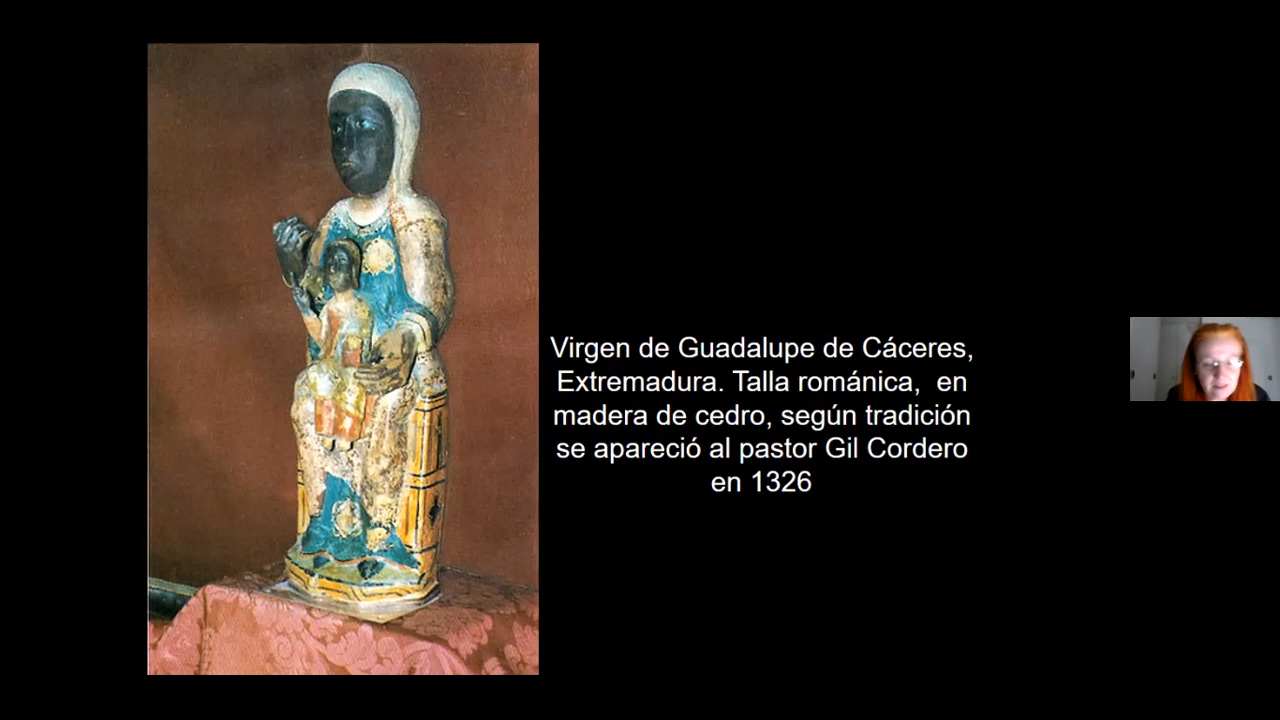 Virgen de Guadalupe de Cáceres,
Extremadura. Talla románica,  en
madera de cedro, según tradición
se apareció al pastor Gil Cordero
en 1326